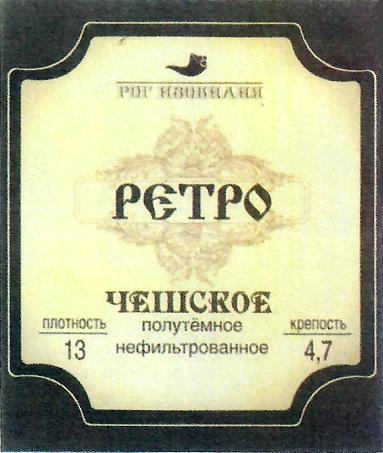 РОГ ИЗОБИЛИЯ
РЕТРО
ЧЕШСКОЕ
полутёмное
нефильтрованное
плотность
13
крепость
4,7